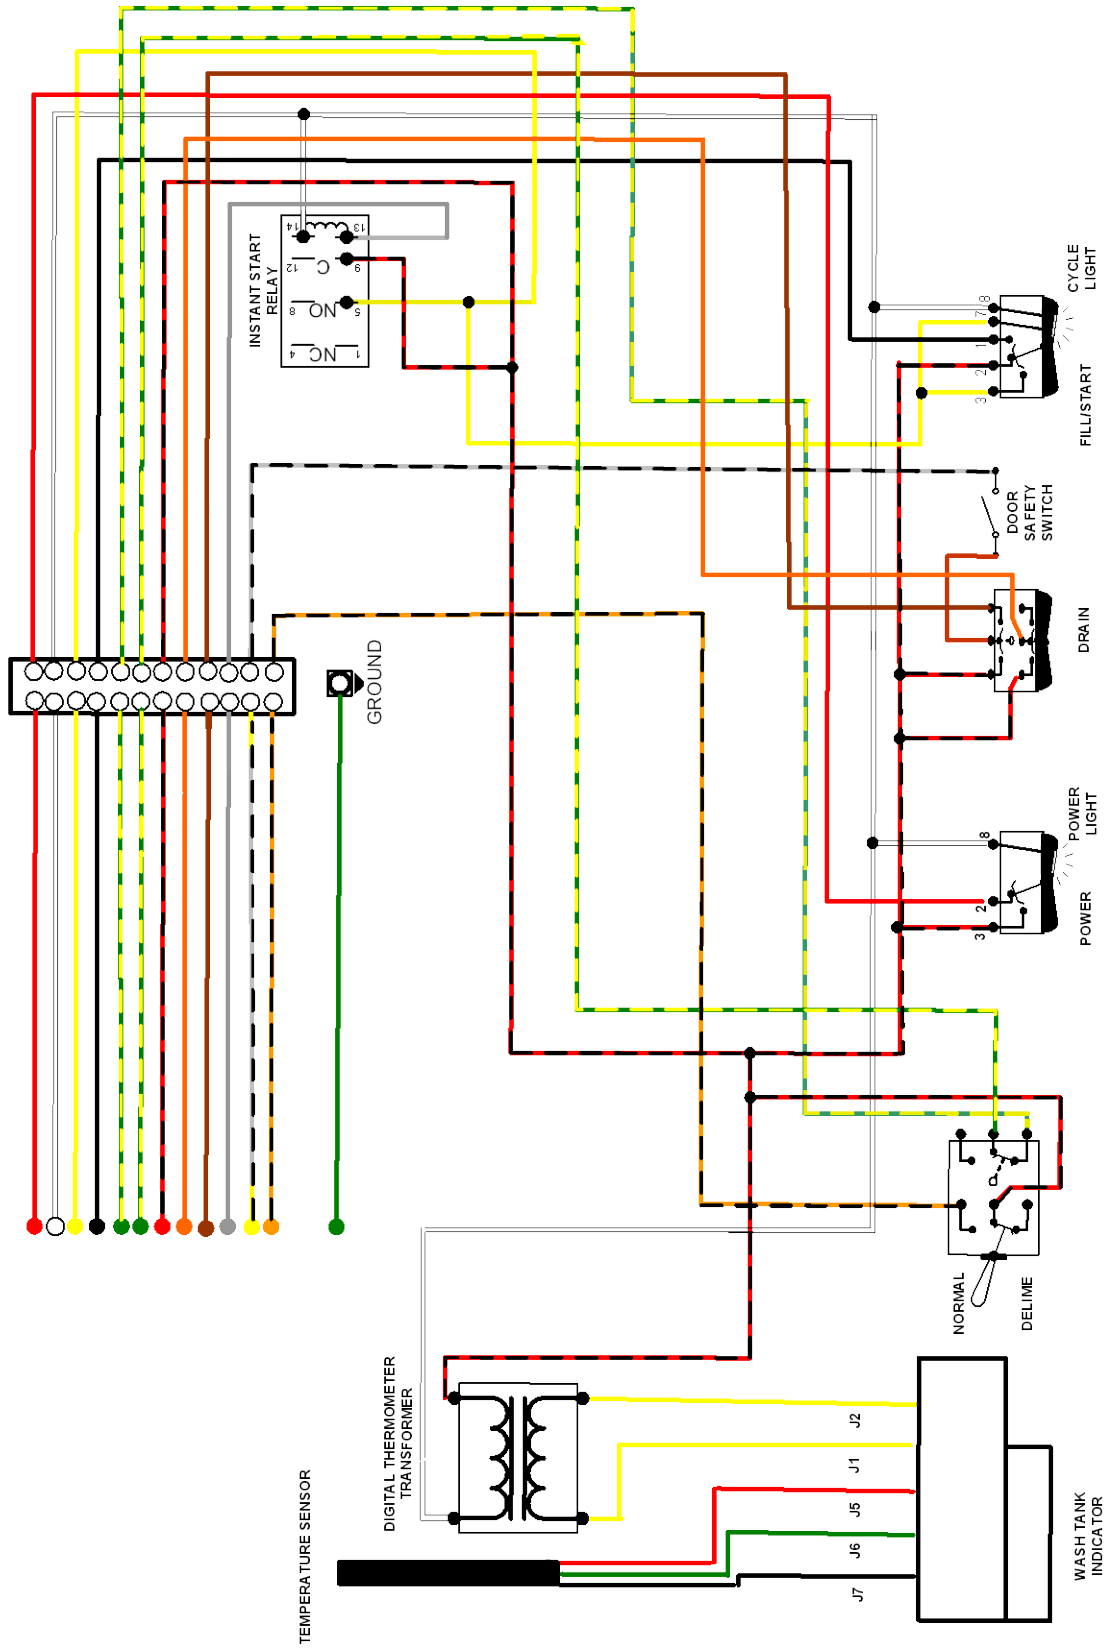 INSTANT START
RELAY
14
13
12
C
9
8
NO
5
4
NC
1
CYCLE
LIGHT
8
7
1
2
3
FILL/START
DOOR
SAFETY
SWITCH
DRAIN
GROUND
POWER
LIGHT
8
2
3
POWER
NORMAL
DELIME
DIGITAL THERMOMETER
TRANSFORMER
TEMPERATURE SENSOR
J2
J1
J5
J6
J7
WASH TANK
INDICATOR